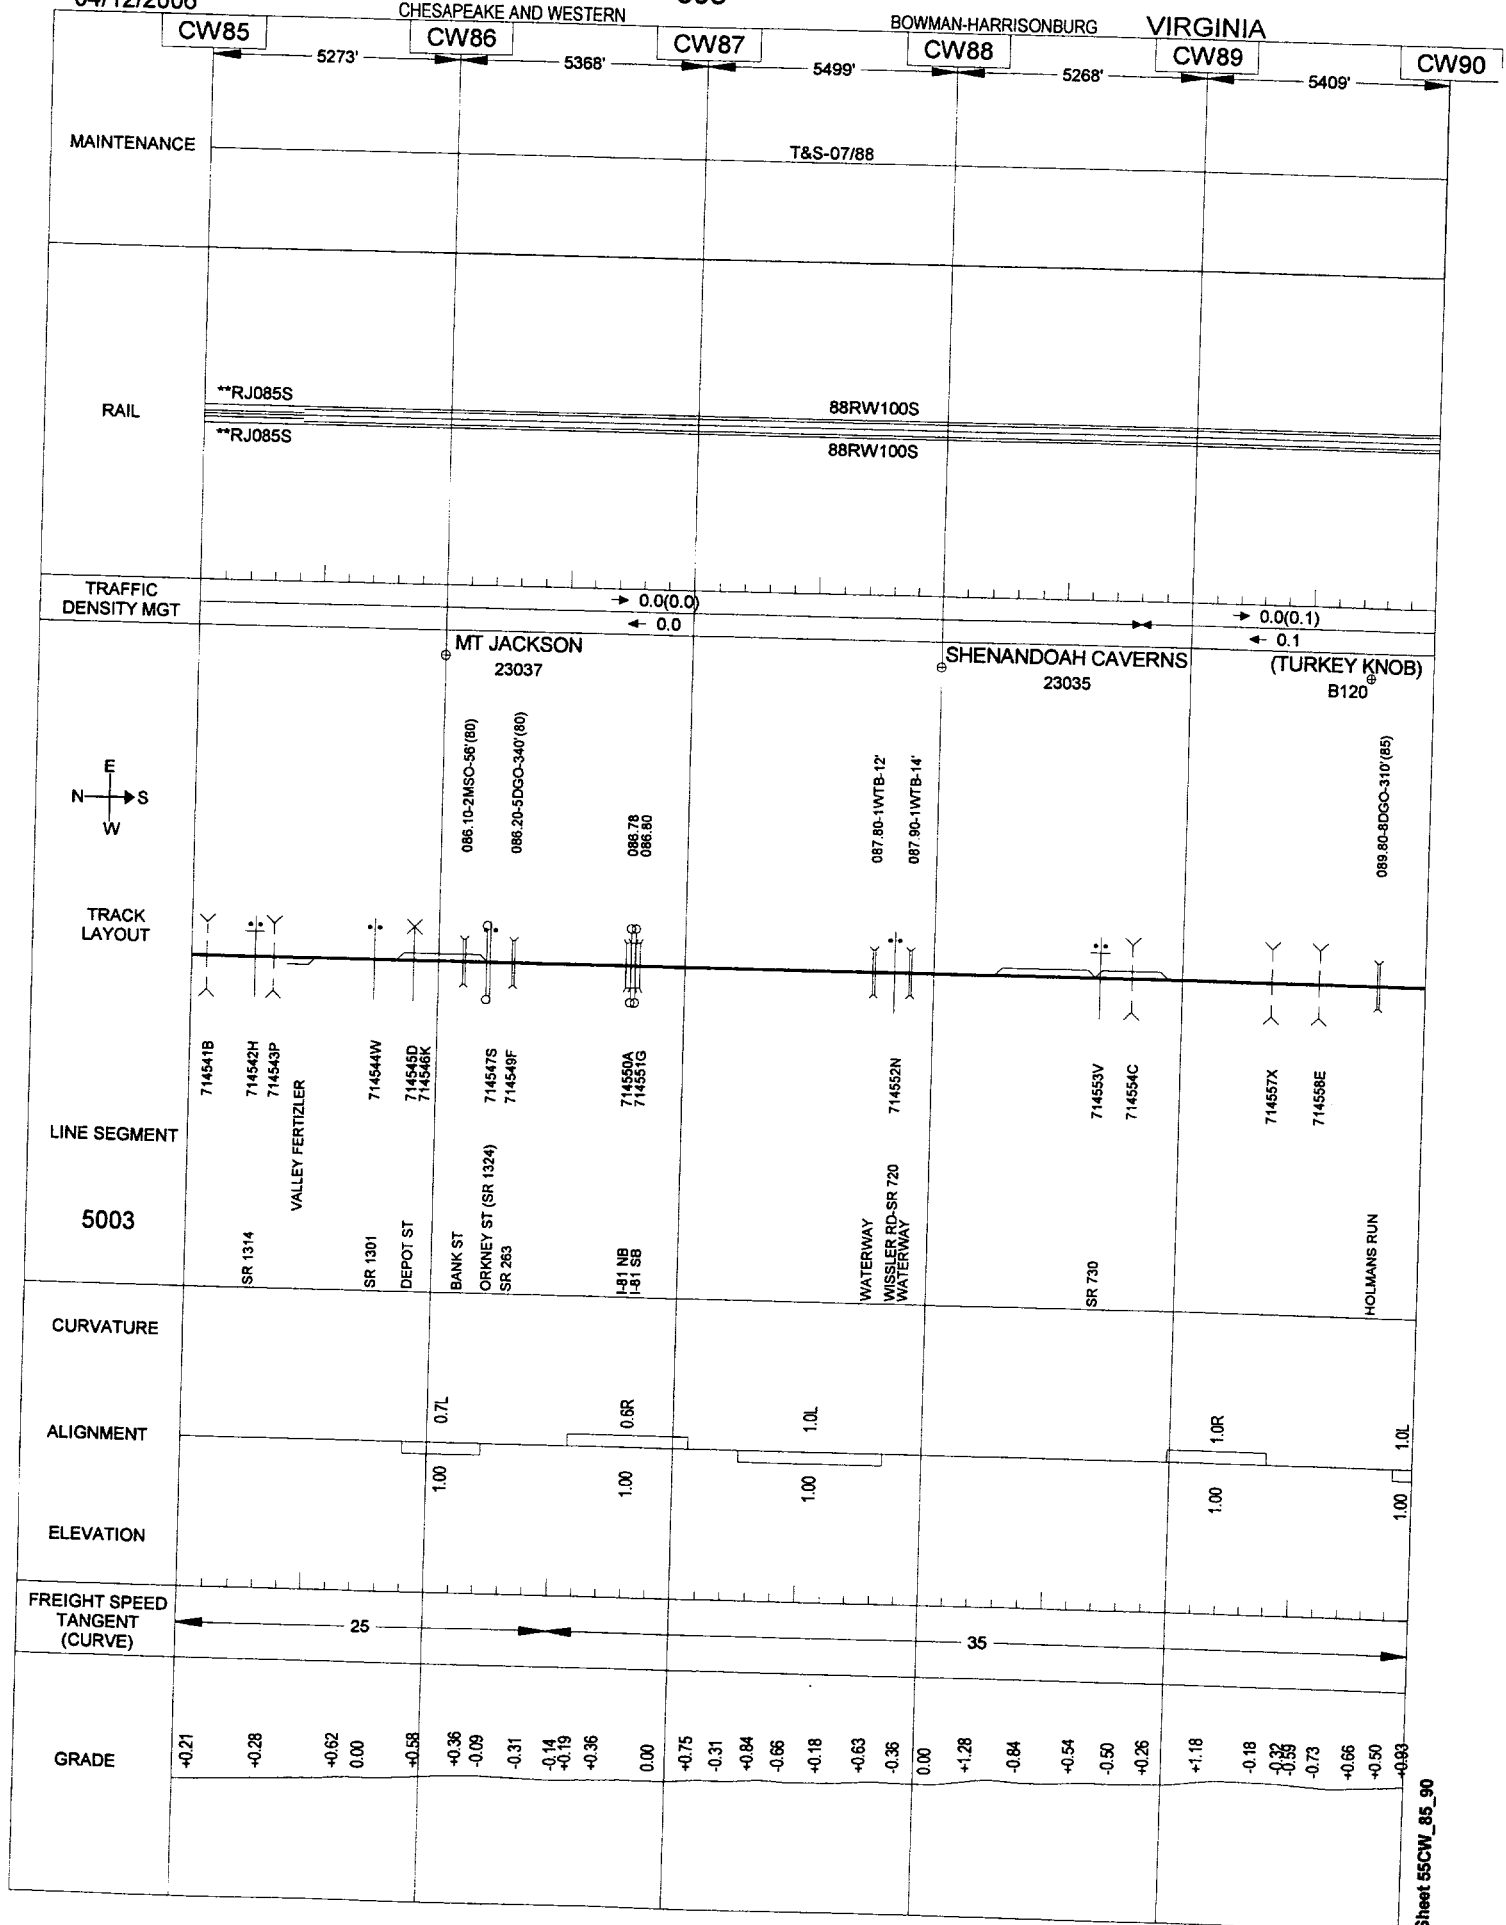 04/12/2006
CHESAPEAKE AND WESTERN
BOWMAN-HARRISONBURG
VIRGINIA
CW85
CW86
CW87
CW88
CW89
CW90
5273'
5368'
5499'
5268'
5409'
MAINTENANCE
T&S-07/88
RAIL
**RJ085S
88RW100S
**RJ085S
88RW100S
TRAFFIC
DENSITY MGT
0.0(0.0)
0.0
0.0(0.1)
0.1
MT JACKSON
23037
SHENANDOAH CAVERNS
23035
(TURKEY KNOB)
B120
E
N
S
W
086.10-2MSO-56'(80)
086.20-5DGO-340'(80)
086.78
086.80
087.80-1WTB-12'
087.90-1WTB-14'
089.80-8DGO-310'(85)
TRACK
LAYOUT
714541B
714542H
714543P
714544W
714545D
714546K
714547S
714549F
714550A
714551G
714552N
714553V
714554C
714557X
714558E
LINE SEGMENT
5003
SR 1314
VALLEY FERTIZLER
SR 1301
DEPOT ST
BANK ST
ORKNEY ST (SR 1324)
SR 263
I-81 NB
I-81 SB
WATERWAY
WISSLER RD-SR 720
WATERWAY
SR 730
HOLMANS RUN
CURVATURE
ALIGNMENT
0.7L
0.6R
1.0L
1.0R
1.0L
1.00
1.00
1.00
1.00
1.00
ELEVATION
FREIGHT SPEED
TANGENT
(CURVE)
25
35
GRADE
+0.21
+0.28
+0.62
0.00
+0.58
+0.36
-0.09
-0.31
-0.14
+0.19
+0.36
0.00
+0.75
-0.31
+0.84
-0.66
+0.18
+0.63
-0.36
0.00
+1.28
-0.84
+0.54
-0.50
+0.26
+1.18
-0.18
-0.32
-0.59
-0.73
+0.66
+0.50
+0.93
Sheet 55CW_85_90